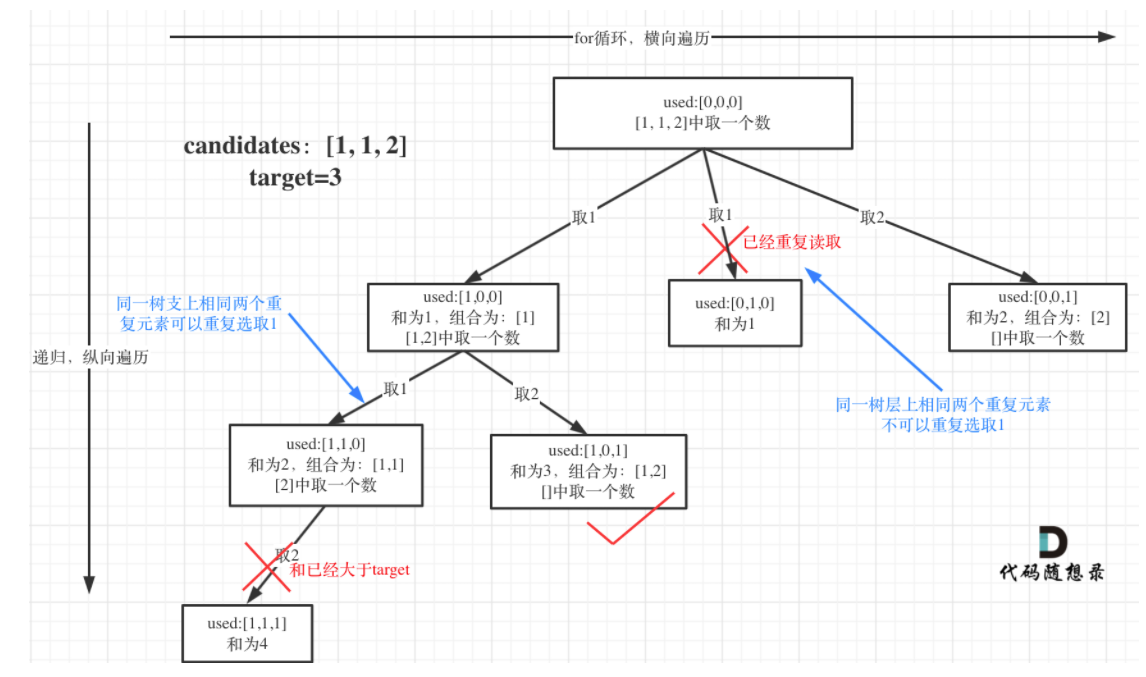 for循环，横向遍历
used:[0,0,0]
[1, 1, 2]中取一个数
candidates：[1, 1, 2]
target=3
取1
取1
取2
已经重复读取
同一树支上相同两个重
复元素可以重复选取1
used:[1,0,0]
和为1，组合为：[1]
[1,2]中取一个数
used:[0,1,0]
和为1
used:[0,0,1]
和为2，组合为：[2]
[]中取一个数
递归，纵向遍历
取1
取2
同一树层上相同两个重复元素
不可以重复选取1
used:[1,1,0]
和为2，组合为：[1,1]
[2]中取一个数
used:[1,0,1]
和为3，组合为：[1,2]
[]中取一个数
取2
和已经大于target
代码随想录
used:[1,1,1]
和为4